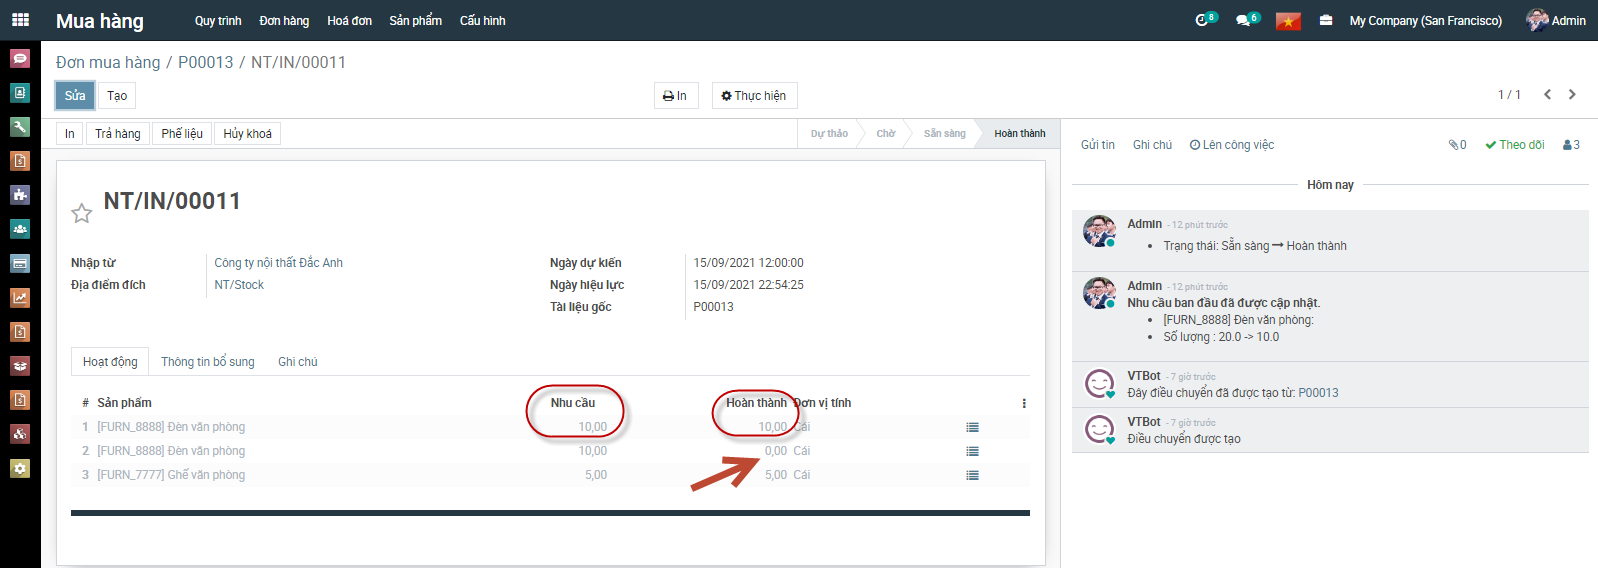 Mua hàng Quy trình Đơn hàng Hoá đơn Sản phẩm Cấu hình 8 6 My Company (San Francisco) Admin
Đơn mua hàng / P00013 / NT/IN/00011
Sửa Tạo In Thực hiện 1 / 1
In Trả hàng Phế liệu Hủy khoá Dự thảo Chờ Sẵn sàng Hoàn thành
NT/IN/00011
Nhập từ Công ty nội thất Đắc Anh
Địa điểm đích NT/Stock
Ngày dự kiến 15/09/2021 12:00:00
Ngày hiệu lực 15/09/2021 22:54:25
Tài liệu gốc P00013
Hoạt động Thông tin bổ sung Ghi chú
# Sản phẩm Nhu cầu Hoàn thành Đơn vị tính
1 [FURN_8888] Đèn văn phòng 10,00 10,00 Cái
2 [FURN_8888] Đèn văn phòng 10,00 0,00 Cái
3 [FURN_7777] Ghế văn phòng 5,00 5,00 Cái
Gửi tin Ghi chú Lên công việc 0 Theo dõi 3
Hôm nay
Admin - 12 phút trước
• Trạng thái: Sẵn sàng → Hoàn thành
Admin - 12 phút trước
Nhu cầu ban đầu đã được cập nhật.
• [FURN_8888] Đèn văn phòng:
• Số lượng : 20.0 -> 10.0
VTBot - 7 giờ trước
Đây điều chuyển đã được tạo từ: P00013
VTBot - 7 giờ trước
Điều chuyển được tạo